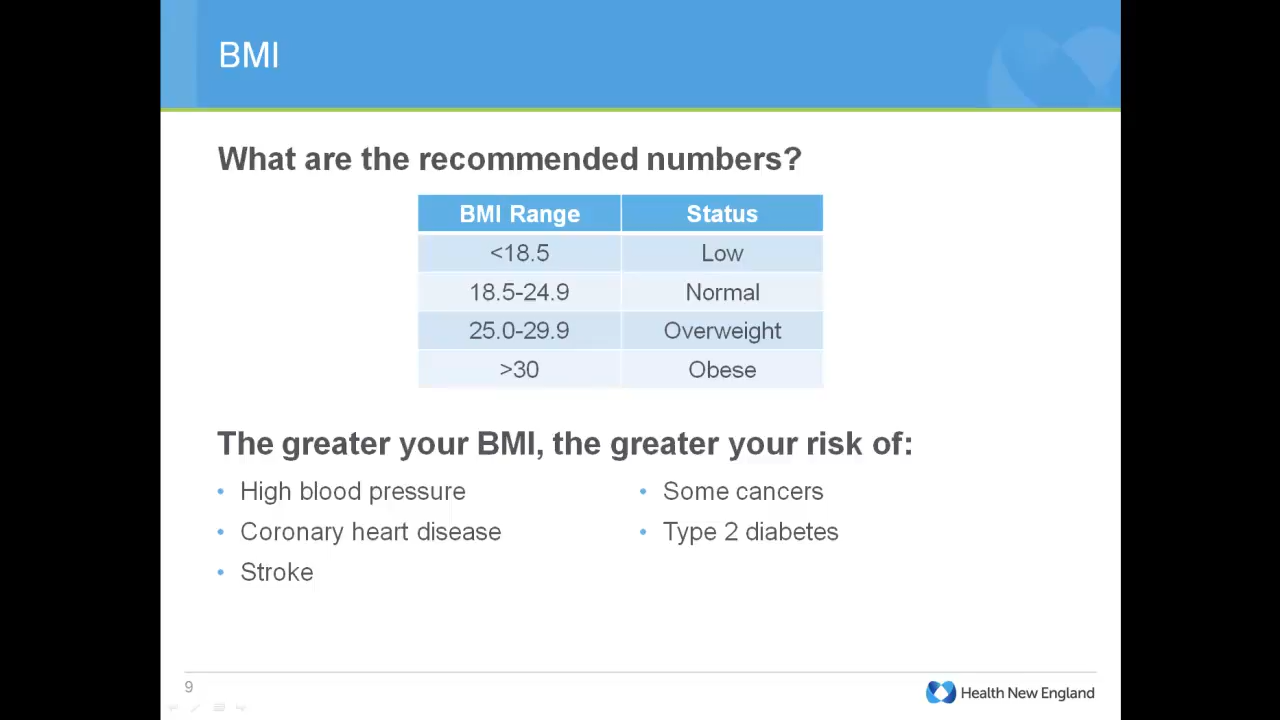 BMI
What are the recommended numbers?
BMI Range Status
<18.5 Low
18.5-24.9 Normal
25.0-29.9 Overweight
>30 Obese
The greater your BMI, the greater your risk of:
• High blood pressure
• Coronary heart disease
• Stroke
• Some cancers
• Type 2 diabetes
9
Health New England